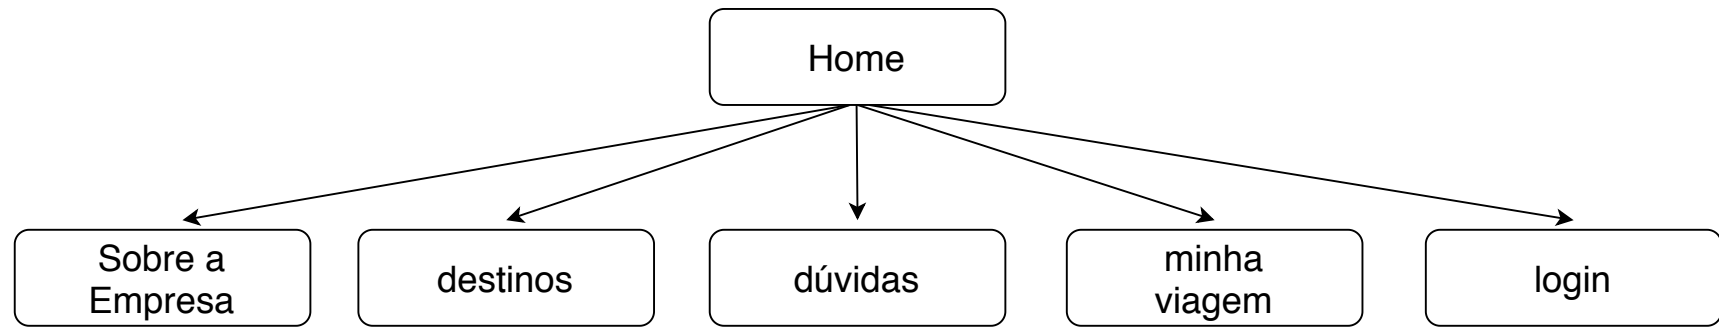 Home
Sobre a
Empresa
destinos
dúvidas
minha
viagem
login